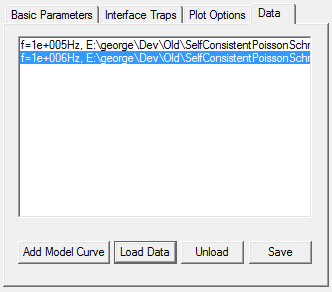 Basic Parameters Interface Traps Plot Options Data
f=1e+005Hz, E:\george\Dev\Old\SelfConsistentPoissonSchr
f=1e+006Hz, E:\george\Dev\Old\SelfConsistentPoissonSchr
Add Model Curve Load Data Unload Save